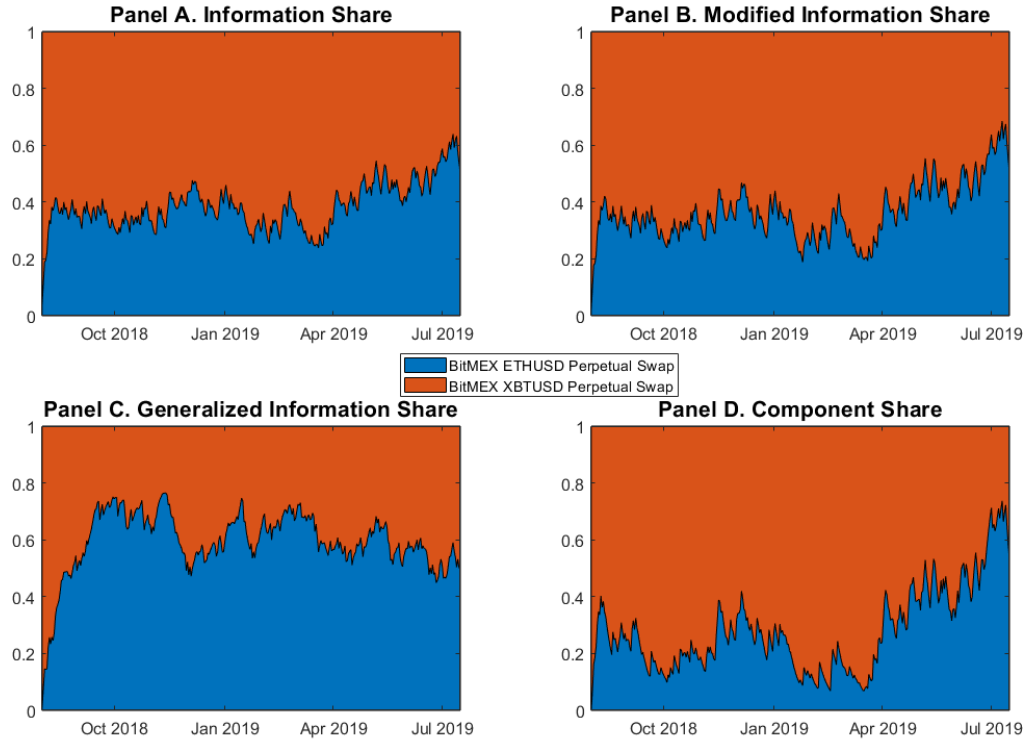 Panel A. Information Share
1
0.8
0.6
0.4
0.2
0
Oct 2018 Jan 2019 Apr 2019 Jul 2019
Panel B. Modified Information Share
1
0.8
0.6
0.4
0.2
0
Oct 2018 Jan 2019 Apr 2019 Jul 2019
BitMEX ETHUSD Perpetual Swap
BitMEX XBTUSD Perpetual Swap
Panel C. Generalized Information Share
1
0.8
0.6
0.4
0.2
0
Oct 2018 Jan 2019 Apr 2019 Jul 2019
Panel D. Component Share
1
0.8
0.6
0.4
0.2
0
Oct 2018 Jan 2019 Apr 2019 Jul 2019